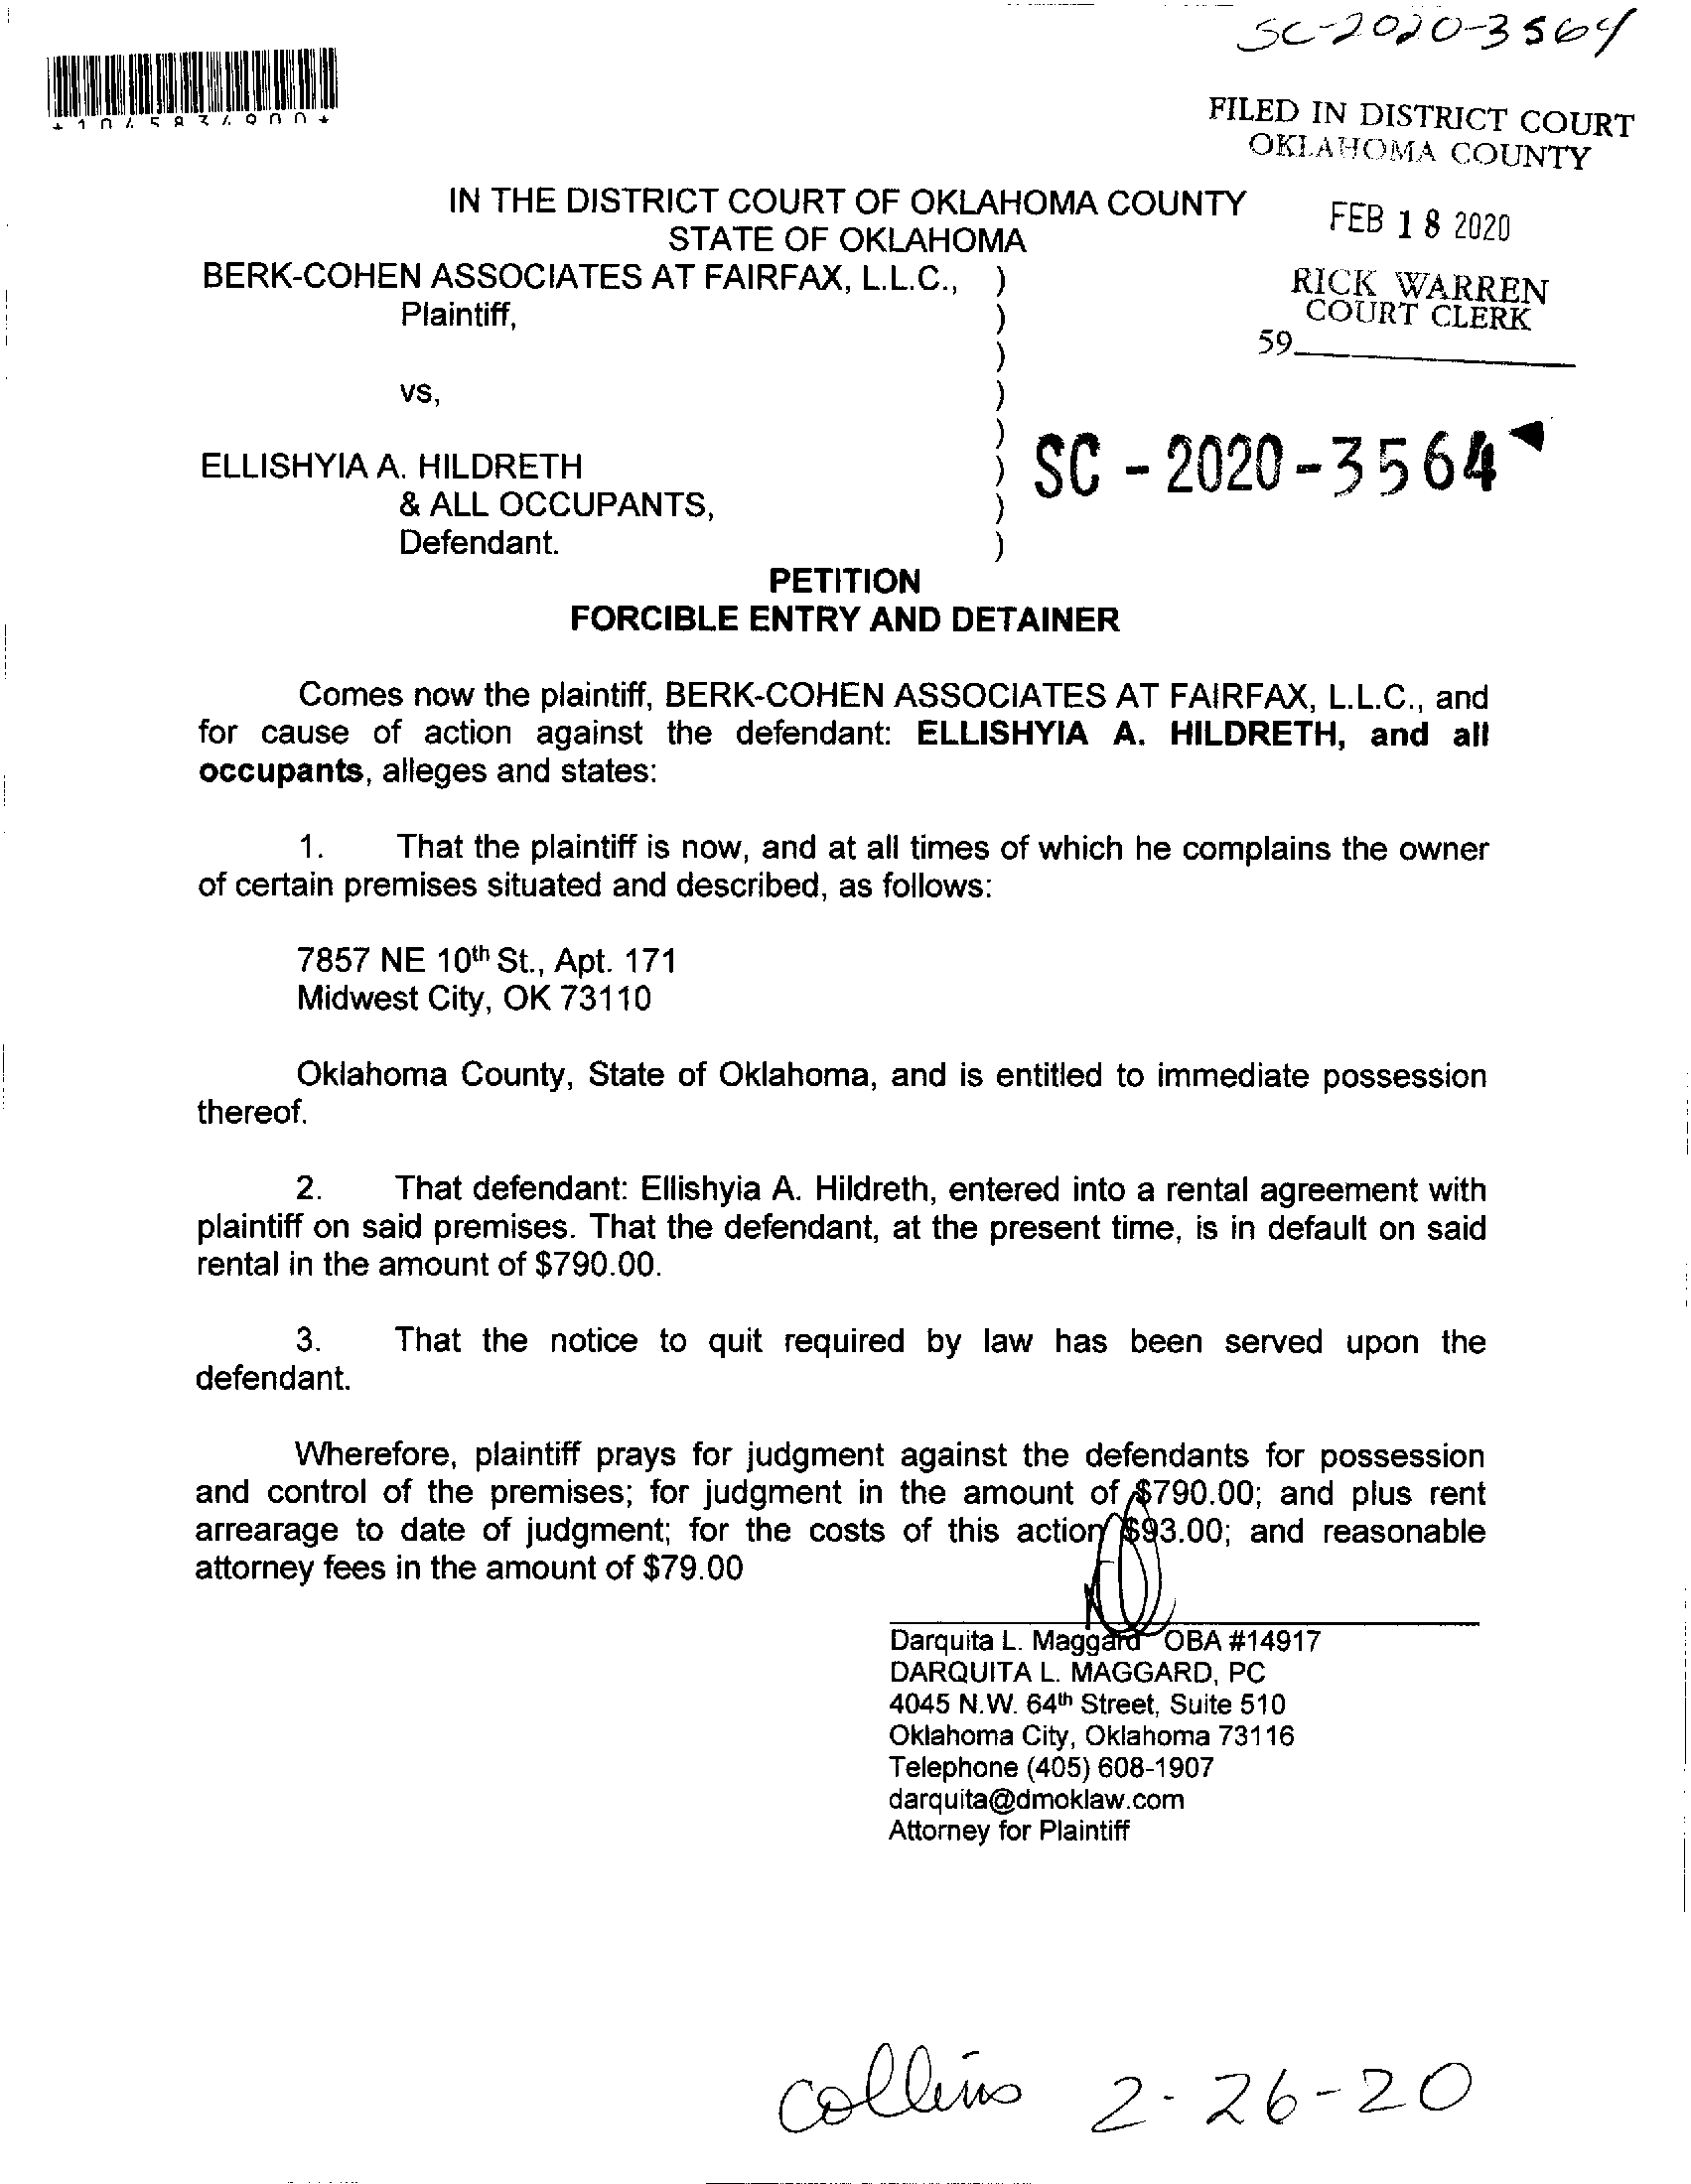 SC-2020-3564
FILED IN DISTRICT COURT
OKLAHOMA COUNTY
FEB 18 2020
RICK WARREN
COURT CLERK
59
*1045834900*
IN THE DISTRICT COURT OF OKLAHOMA COUNTY
STATE OF OKLAHOMA
BERK-COHEN ASSOCIATES AT FAIRFAX, L.L.C., )
Plaintiff, )
)
vs, )
)
ELLISHYIA A. HILDRETH ) SC - 2020 - 3564
& ALL OCCUPANTS, )
Defendant. )
PETITION
FORCIBLE ENTRY AND DETAINER
Comes now the plaintiff, BERK-COHEN ASSOCIATES AT FAIRFAX, L.L.C., and
for cause of action against the defendant: ELLISHYIA A. HILDRETH, and all
occupants, alleges and states:
1. That the plaintiff is now, and at all times of which he complains the owner
of certain premises situated and described, as follows:
7857 NE 10th St., Apt. 171
Midwest City, OK 73110
Oklahoma County, State of Oklahoma, and is entitled to immediate possession
thereof.
2. That defendant: Ellishyia A. Hildreth, entered into a rental agreement with
plaintiff on said premises. That the defendant, at the present time, is in default on said
rental in the amount of $790.00.
3. That the notice to quit required by law has been served upon the
defendant.
Wherefore, plaintiff prays for judgment against the defendants for possession
and control of the premises; for judgment in the amount of $790.00; and plus rent
arrearage to date of judgment; for the costs of this action $93.00; and reasonable
attorney fees in the amount of $79.00
Darquita L. Maggard OBA #14917
DARQUITA L. MAGGARD, PC
4045 N.W. 64th Street, Suite 510
Oklahoma City, Oklahoma 73116
Telephone (405) 608-1907
darquita@dmoklaw.com
Attorney for Plaintiff
Collins 2-26-20